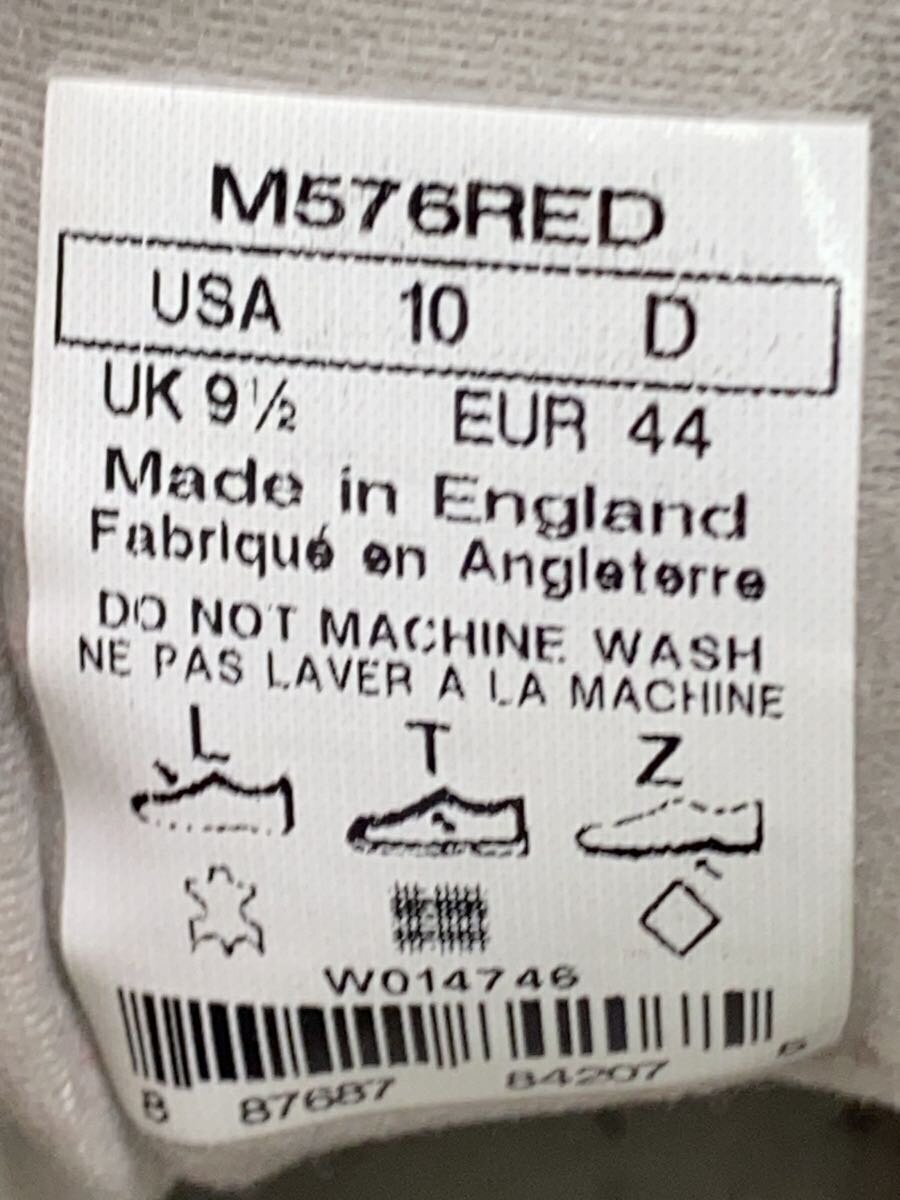 M576RED
USA 10 D
UK 9½ EUR 44
Made in England
Fabriqué en Angleterre
DO NOT MACHINE WASH
NE PAS LAVER A LA MACHINE
L T Z
W014746
8 87687 84207 6